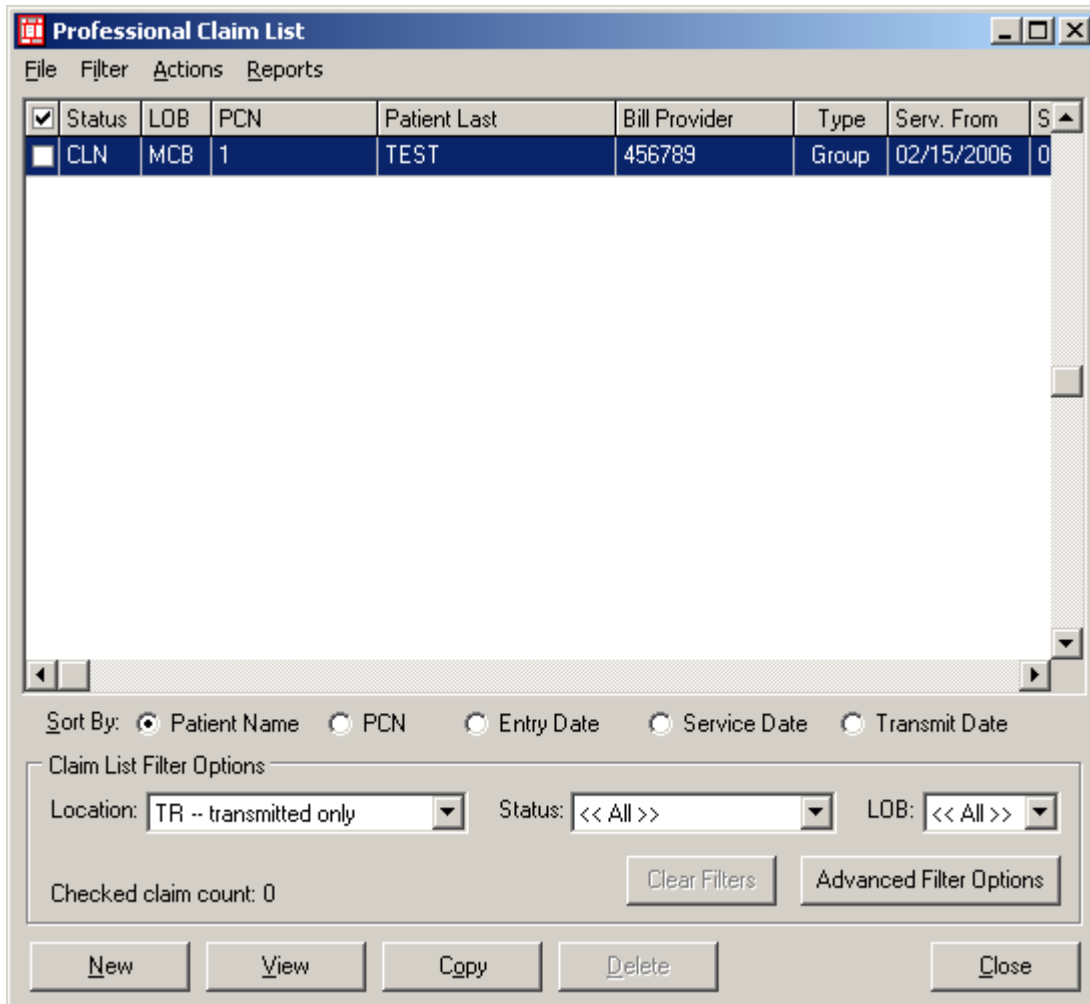 Professional Claim List
File Filter Actions Reports
Status LOB PCN Patient Last Bill Provider Type Serv. From S
CLN MCB 1 TEST 456789 Group 02/15/2006 0
Sort By: Patient Name PCN Entry Date Service Date Transmit Date
Claim List Filter Options
Location: TR -- transmitted only Status: << All >> LOB: << All >>
Checked claim count: 0 Clear Filters Advanced Filter Options
New View Copy Delete Close